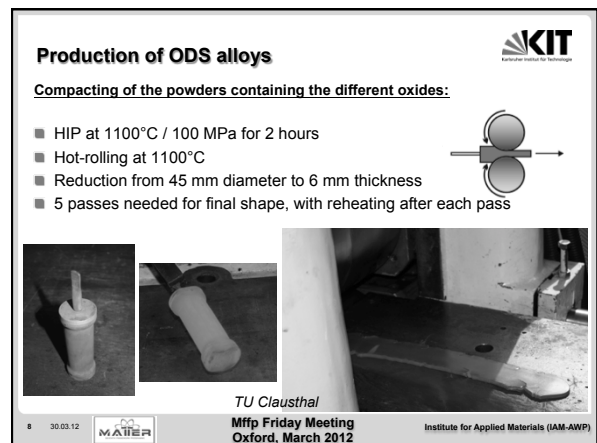 Production of ODS alloys
KIT
Karlsruher Institut für Technologie
Compacting of the powders containing the different oxides:
HIP at 1100°C / 100 MPa for 2 hours
Hot-rolling at 1100°C
Reduction from 45 mm diameter to 6 mm thickness
5 passes needed for final shape, with reheating after each pass
TU Clausthal
8 30.03.12 MATTER Mffp Friday Meeting Institute for Applied Materials (IAM-AWP)
Oxford, March 2012